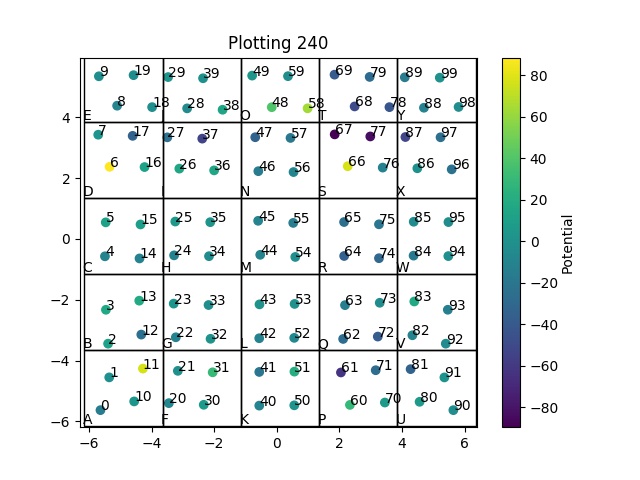 Plotting 240
9 19 29 39 49 59 69 79 89 99
8 18 28 38 48 58 68 78 88 98
E J O T Y
7 17 27 37 47 57 67 77 87 97
6 16 26 36 46 56 66 76 86 96
D I N S X
5 15 25 35 45 55 65 75 85 95
4 14 24 34 44 54 64 74 84 94
C H M R W
3 13 23 33 43 53 63 73 83 93
2 12 22 32 42 52 62 72 82 92
B G L Q V
1 11 21 31 41 51 61 71 81 91
0 10 20 30 40 50 60 70 80 90
A F K P U
4
2
0
−2
−4
−6
−6 −4 −2 0 2 4 6
80
60
40
20
0
−20
−40
−60
−80
Potential